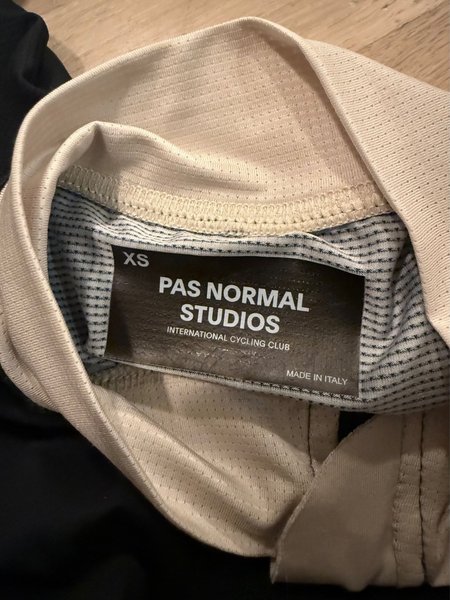 XS
PAS NORMAL
STUDIOS
INTERNATIONAL CYCLING CLUB
MADE IN ITALY